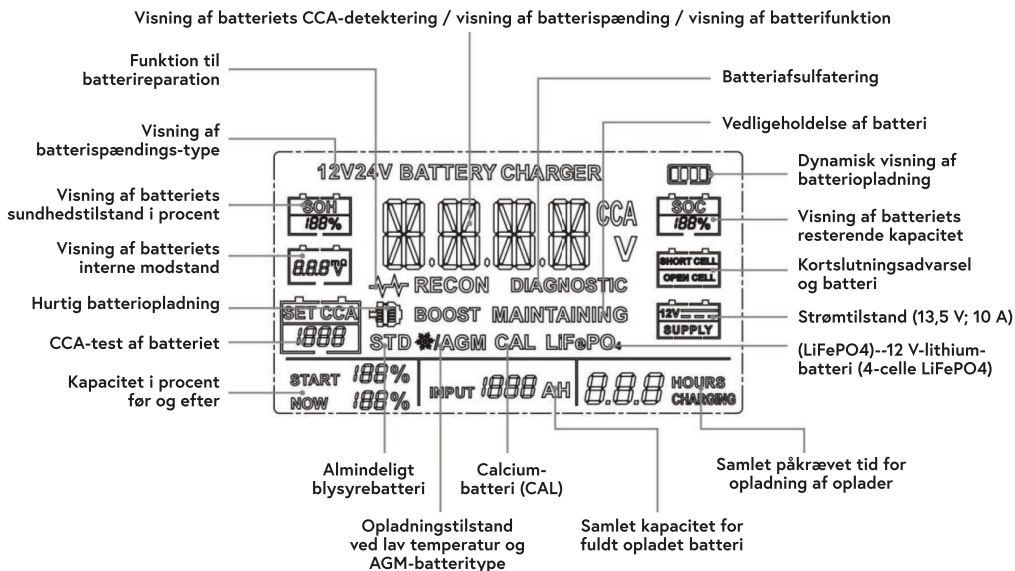 Visning af batteriets CCA-detektering / visning af batterispænding / visning af batterifunktion
Funktion til
batterireparation
Visning af
batterispændings-type
Visning af batteriets
sundhedstilstand i procent
Visning af batteriets
interne modstand
Hurtig batteriopladning
CCA-test af batteriet
Kapacitet i procent
før og efter
Batteriafsulfatering
Vedligeholdelse af batteri
Dynamisk visning af
batteriopladning
Visning af batteriets
resterende kapacitet
Kortslutningsadvarsel
og batteri
Strømtilstand (13,5 V; 10 A)
(LiFePO4)--12 V-lithium-
batteri (4-celle LiFePO4)
12V24V BATTERY CHARGER
SOH
188%
8.8.8 mΩ V
SET CCA
1888
8.8.8.8 CCA
V
RECON DIAGNOSTIC
BOOST MAINTAINING
STD /AGM CAL LiFePO4
SOC
188%
SHORT CELL
OPEN CELL
12V
SUPPLY
START 188%
NOW 188%
INPUT 1888 AH
8.8.8 HOURS
CHARGING
Almindeligt
blysyrebatteri
Calcium-
batteri (CAL)
Samlet påkrævet tid for
opladning af oplader
Opladningstilstand
ved lav temperatur og
AGM-batteritype
Samlet kapacitet for
fuldt opladet batteri